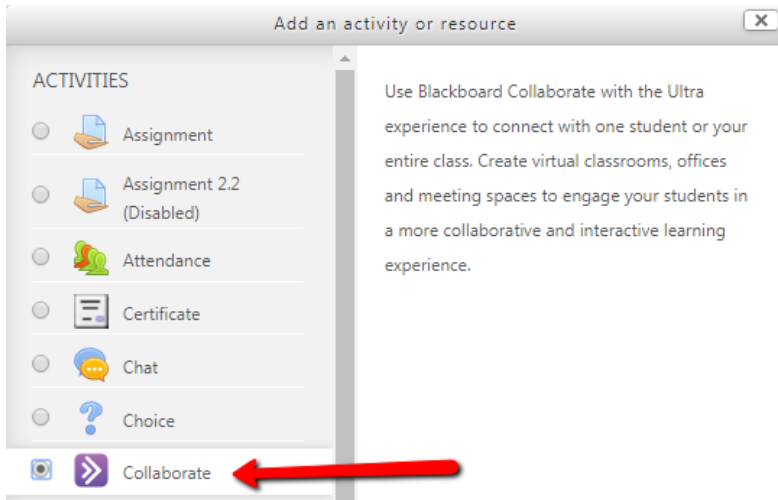 Add an activity or resource
ACTIVITIES
Assignment
Assignment 2.2
(Disabled)
Attendance
Certificate
Chat
Choice
Collaborate
Use Blackboard Collaborate with the Ultra
experience to connect with one student or your
entire class. Create virtual classrooms, offices
and meeting spaces to engage your students in
a more collaborative and interactive learning
experience.